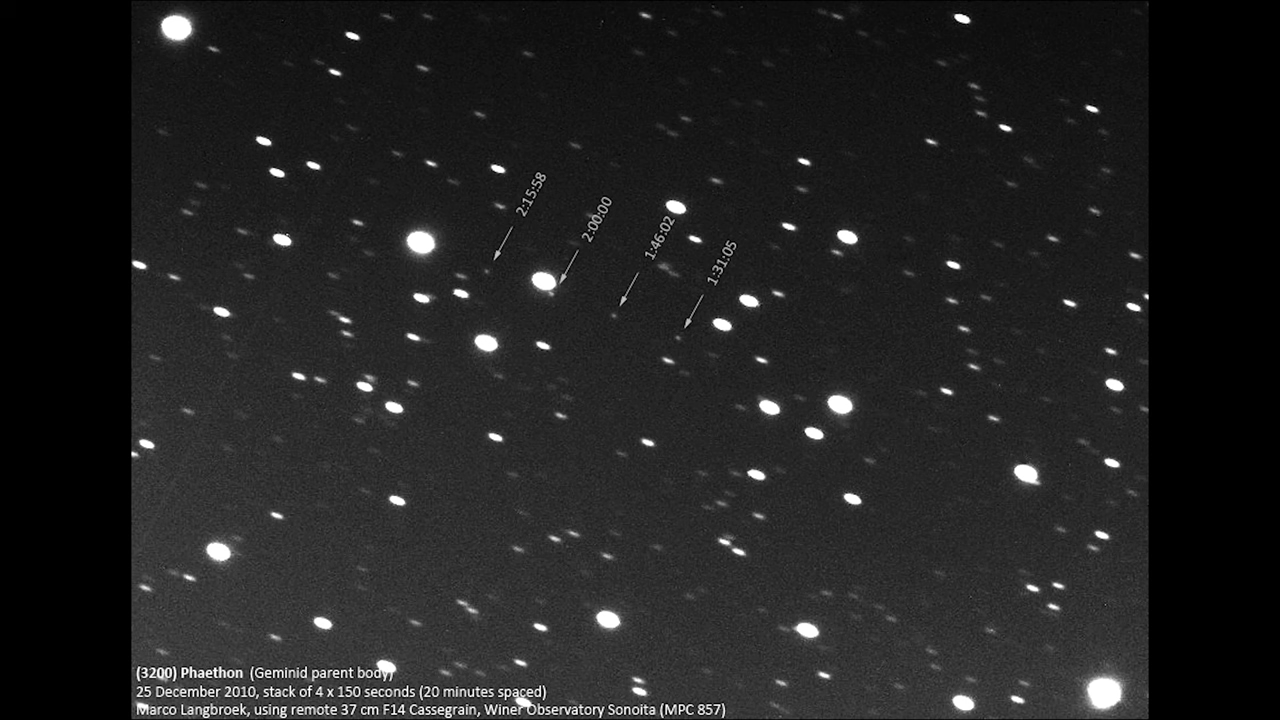 2:15:58
2:00:00
1:46:02
1:31:05
(3200) Phaethon (Geminid parent body)
25 December 2010, stack of 4 x 150 seconds (20 minutes spaced)
Marco Langbroek, using remote 37 cm F14 Cassegrain, Winer Observatory Sonoita (MPC 857)